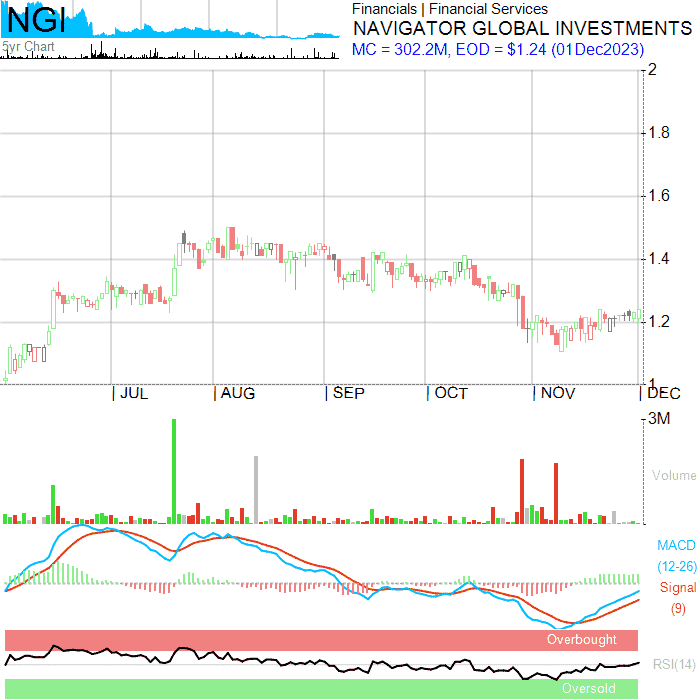 NGI
5yr Chart
Financials | Financial Services
NAVIGATOR GLOBAL INVESTMENTS
MC = 302.2M, EOD = $1.24 (01Dec2023)
2
1.8
1.6
1.4
1.2
1
| JUL | AUG | SEP | OCT | NOV | DEC
3M
Volume
MACD
(12-26)
Signal
(9)
Overbought
RSI(14)
Oversold